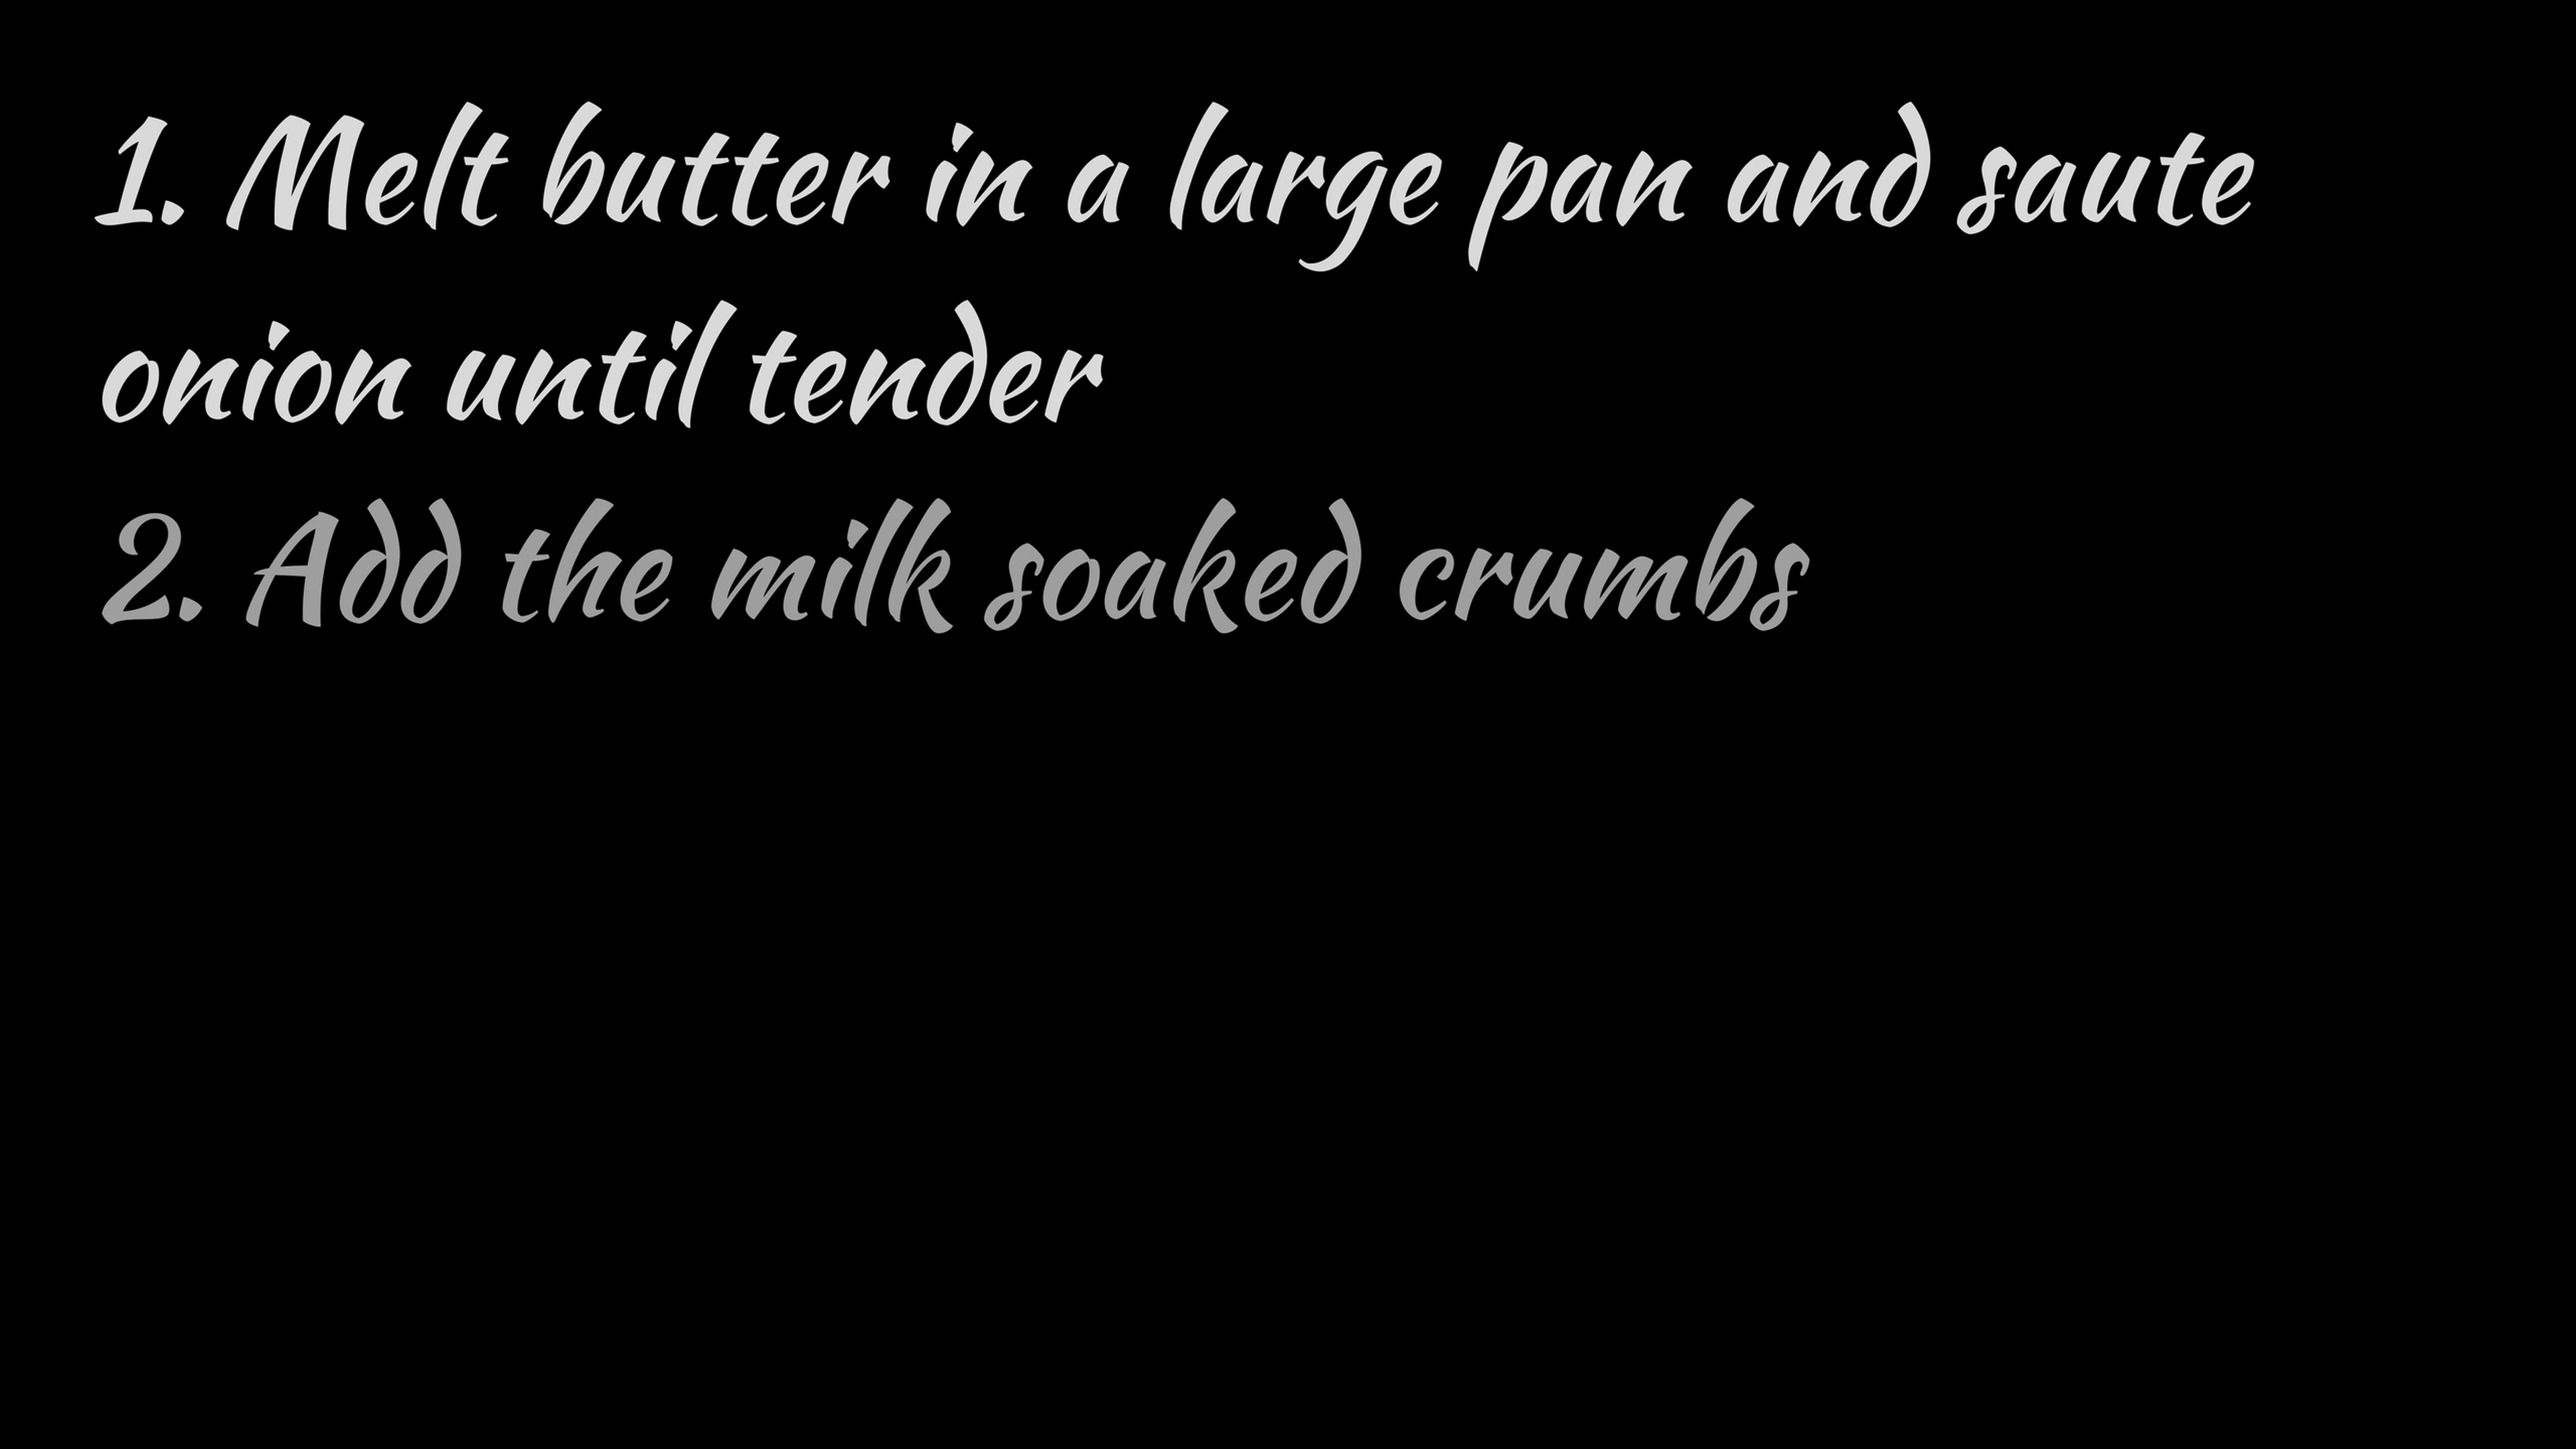 1. Melt butter in a large pan and saute
onion until tender
2. Add the milk soaked crumbs